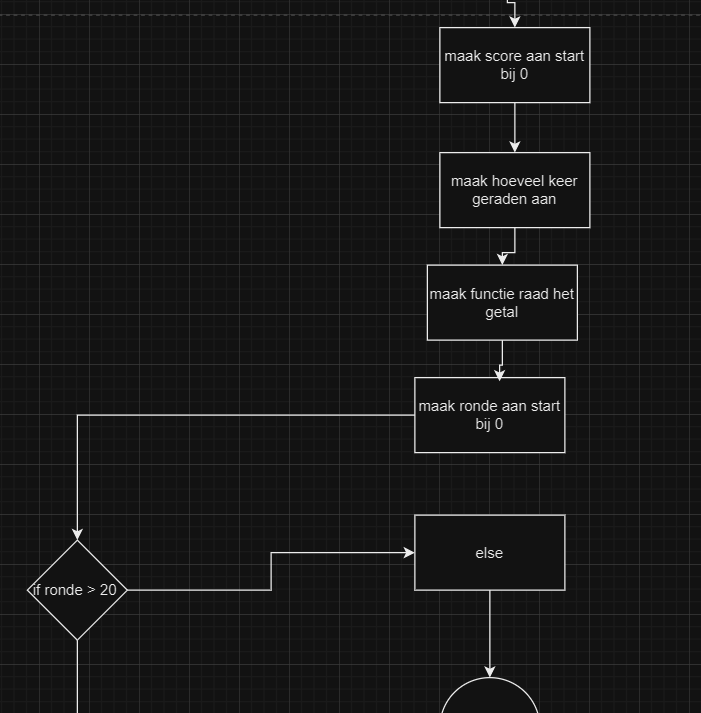 maak score aan start
bij 0
maak hoeveel keer
geraden aan
maak functie raad het
getal
maak ronde aan start
bij 0
else
if ronde > 20